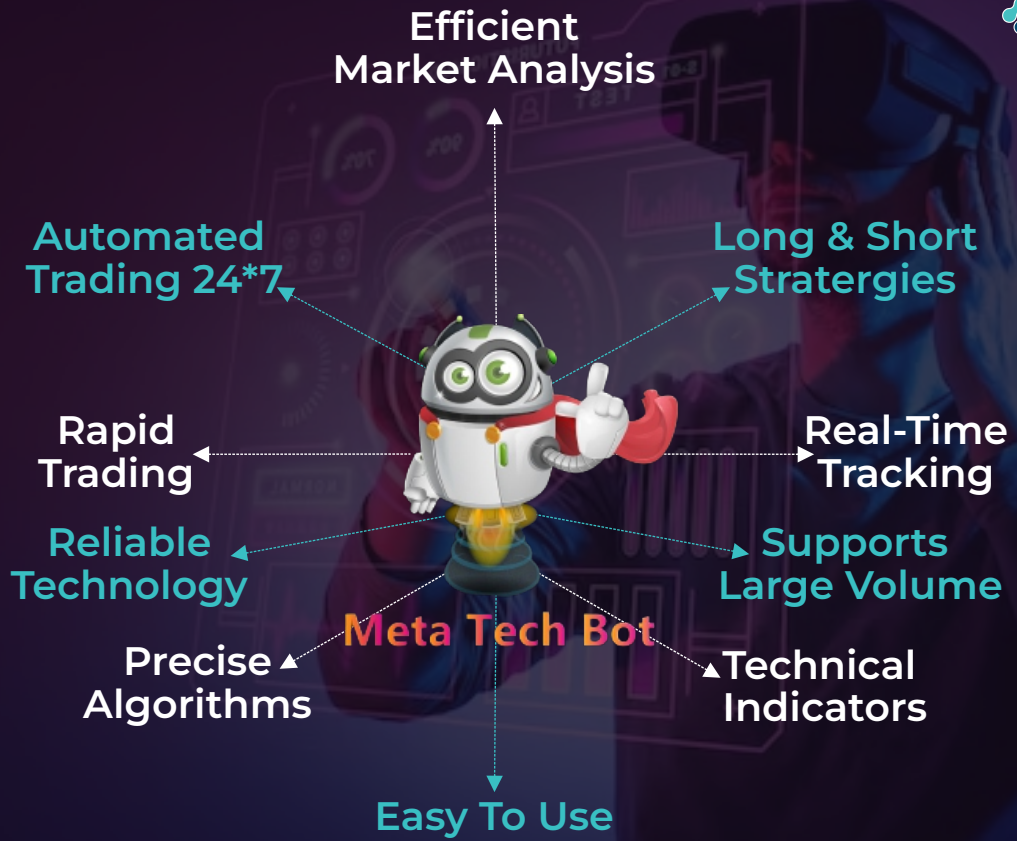 Efficient
Market Analysis
Automated
Trading 24*7
Long & Short
Stratergies
Rapid
Trading
Real-Time
Tracking
Reliable
Technology
Supports
Large Volume
Meta Tech Bot
Precise
Algorithms
Technical
Indicators
Easy To Use